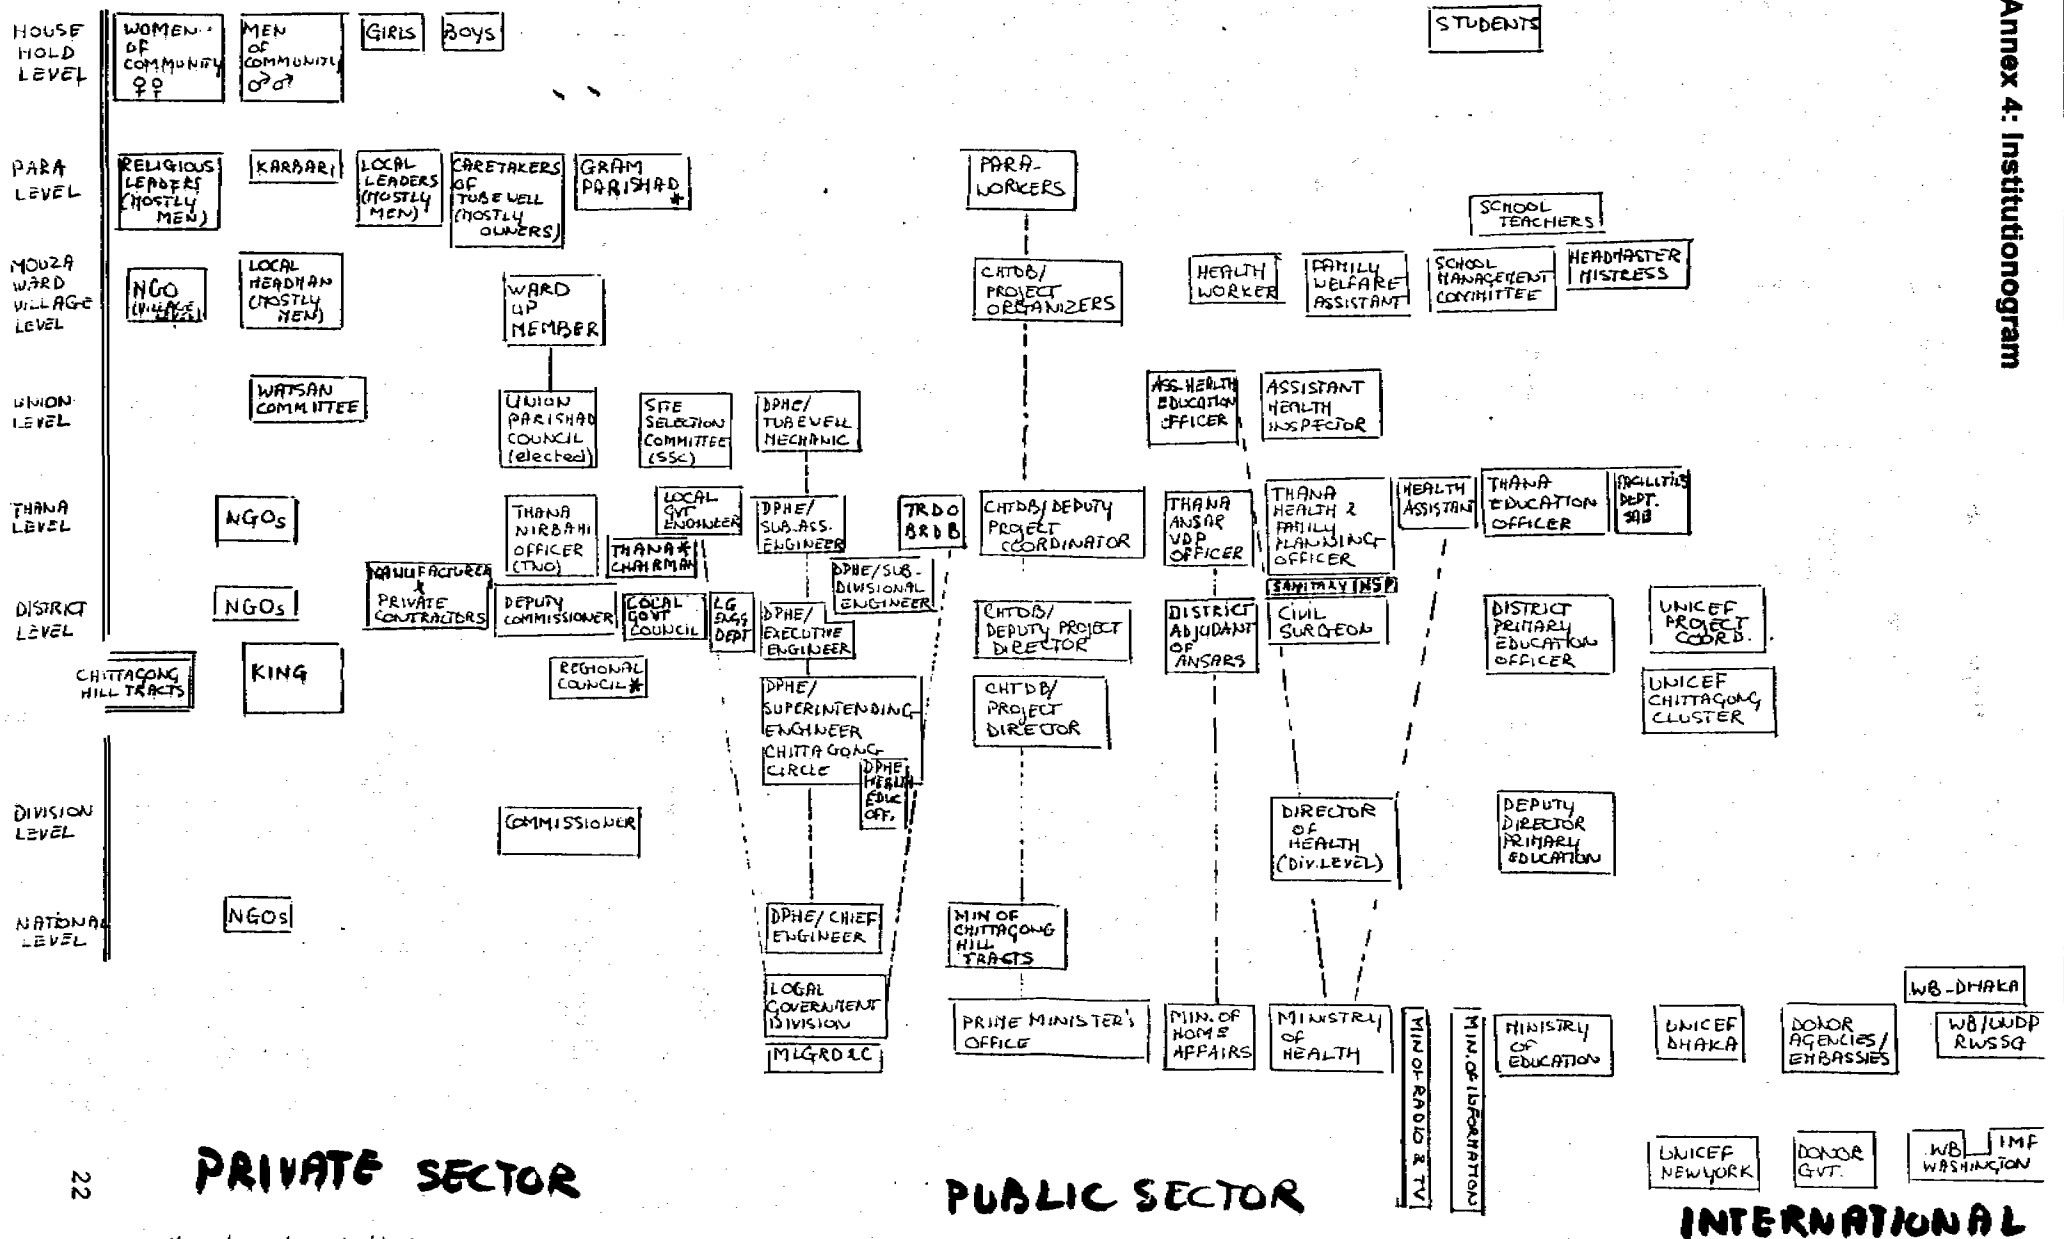 Annex 4: Institutionogram
HOUSE
HOLD
LEVEL
WOMEN
OF
COMMUNITY
♀♀
MEN
OF
COMMUNITY
♂♂
GIRLS
BOYS
STUDENTS
PARA
LEVEL
RELIGIOUS
LEADERS
(MOSTLY
MEN)
KARBARI
LOCAL
LEADERS
(MOSTLY
MEN)
CARETAKERS
OF
TUBEWELL
(MOSTLY
OWNERS)
GRAM
PARISHAD
*
PARA-
WORKERS
SCHOOL
TEACHERS
MOUZA
WARD
VILLAGE
LEVEL
NGO
(VILLAGE
LEVEL)
LOCAL
HEADMAN
(MOSTLY
MEN)
WARD
UP
MEMBER
CHTDB/
PROJECT
ORGANIZERS
HEALTH
WORKER
FAMILY
WELFARE
ASSISTANT
SCHOOL
MANAGEMENT
COMMITTEE
HEADMASTER
MISTRESS
UNION
LEVEL
WATSAN
COMMITTEE
UNION
PARISHAD
COUNCIL
(elected)
SITE
SELECTION
COMMITTEE
(SSC)
DPHE/
TUBEWELL
MECHANIC
ASS. HEALTH
EDUCATION
OFFICER
ASSISTANT
HEALTH
INSPECTOR
THANA
LEVEL
NGOs
THANA
NIRBAHI
OFFICER
(TNO)
LOCAL
GVT
ENGINEER
THANA *
CHAIRMAN
DPHE/
SUB.ASS.
ENGINEER
TRDO
BRDB
CHTDB/DEPUTY
PROJECT
COORDINATOR
THANA
ANSAR
VDP
OFFICER
THANA
HEALTH &
FAMILY
PLANNING
OFFICER
SANITARY INSP
HEALTH
ASSISTANT
THANA
EDUCATION
OFFICER
FACILITIES
DEPT.
SAB
DISTRICT
LEVEL
NGOs
MANUFACTURER
&
PRIVATE
CONTRACTORS
DEPUTY
COMMISSIONER
LOCAL
GOVT
COUNCIL
LG
ENGG
DEPT
DPHE/
EXECUTIVE
ENGINEER
DPHE/SUB-
DIVISIONAL
ENGINEER
CHTDB/
DEPUTY PROJECT
DIRECTOR
DISTRICT
ADJUDANT
OF
ANSARS
CIVIL
SURGEON
DISTRICT
PRIMARY
EDUCATION
OFFICER
UNICEF
PROJECT
COORD.
CHITTAGONG
HILL TRACTS
KING
REGIONAL
COUNCIL *
DPHE/
SUPERINTENDING-
ENGINEER
CHITTAGONG
CIRCLE
DPHE
HEALTH
EDUC
OFF.
CHTDB/
PROJECT
DIRECTOR
UNICEF
CHITTAGONG
CLUSTER
DIVISION
LEVEL
COMMISSIONER
DIRECTOR
OF
HEALTH
(DIV.LEVEL)
DEPUTY
DIRECTOR
PRIMARY
EDUCATION
NATIONAL
LEVEL
NGOs
DPHE/CHIEF
ENGINEER
MIN OF
CHITTAGONG
HILL
TRACTS
LOCAL
GOVERNMENT
DIVISION
MLGRD&C
PRIME MINISTER'S
OFFICE
MIN. OF
HOME
AFFAIRS
MINISTRY
OF
HEALTH
MIN. OF RADIO & TV
MIN. OF INFORMATION
MINISTRY
OF
EDUCATION
UNICEF
DHAKA
DONOR
AGENCIES/
EMBASSIES
WB-DHAKA
WB/UNDP
RWSSG
UNICEF
NEW YORK
DONOR
GVT.
WB
WASHINGTON
IMF
PRIVATE SECTOR
PUBLIC SECTOR
INTERNATIONAL
22